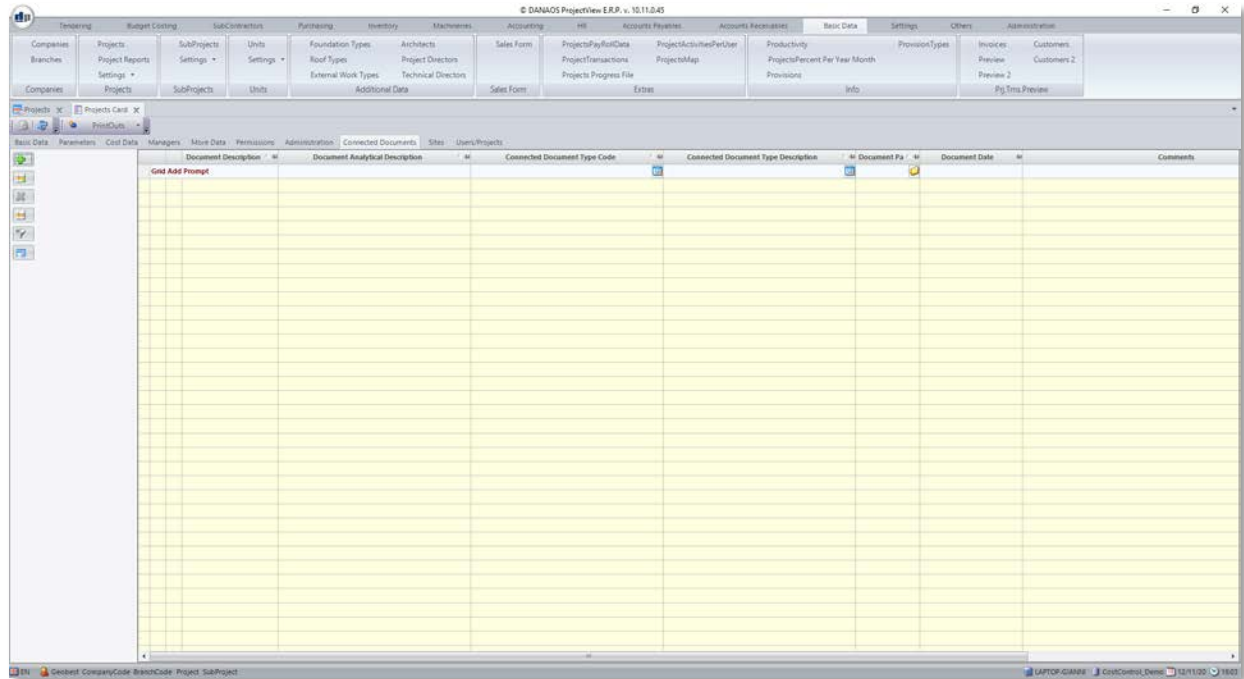 © DANAOS ProjectView E.R.P. v. 10.11.0.45
Tendering Budget Costing SubContractors Purchasing Inventory Machineries Accounting HR Accounts Payables Accounts Receivables Basic Data Settings Others Administration
Companies Projects SubProjects Units Foundation Types Architects Sales Form ProjectsPayRollData ProjectActivitiesPerUser Productivity ProvisionTypes Invoices Customers
Branches Project Reports Settings Settings Roof Types Project Directors ProjectTransactions ProjectsMap ProjectsPercent Per Year Month Preview Customers 2
Settings External Work Types Technical Directors Projects Progress File Provisions Preview 2
Companies Projects SubProjects Units Additional Data Sales Form Extras Info Prj.Trns.Preview
Projects Projects Card
PrintOuts
Basic Data Parameters Cost Data Managers More Data Permissions Administration Connected Documents Sites Users/Projects
Document Description Document Analytical Description Connected Document Type Code Connected Document Type Description Document Pa Document Date Comments
Grid Add Prompt
EN Geobest CompanyCode BranchCode Project SubProject LAPTOP-GIANNI CostControl_Demo 12/11/20 16:03